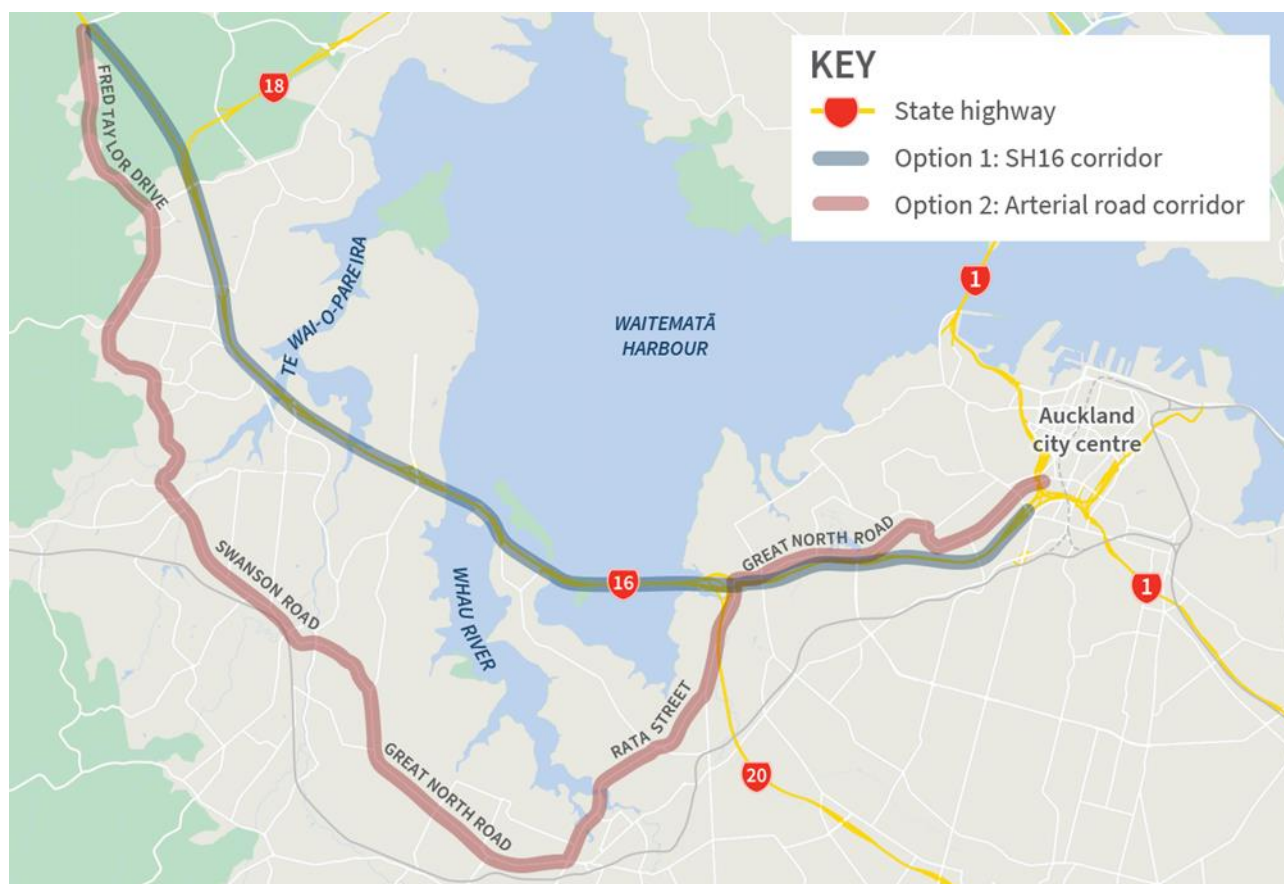 KEY
State highway
Option 1: SH16 corridor
Option 2: Arterial road corridor
18
FRED TAYLOR DRIVE
TE WAI-O-PAREIRA
WAITEMATĀ
HARBOUR
1
Auckland
city centre
SWANSON ROAD
WHAU RIVER
16
GREAT NORTH ROAD
1
RATA STREET
GREAT NORTH ROAD
20